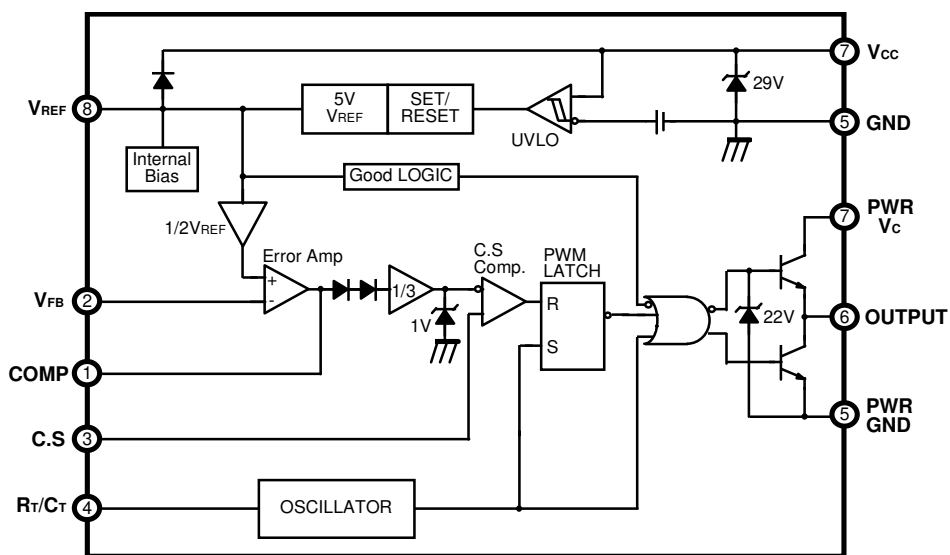 7 VCC
29V
VREF 8
5V
VREF
SET/
RESET
UVLO
5 GND
Internal
Bias
Good LOGIC
1/2VREF
7 PWR
VC
Error Amp
C.S
Comp.
PWM
LATCH
+
-
1/3
VFB 2
1V
R
S
22V
6 OUTPUT
COMP 1
5 PWR
GND
C.S 3
RT/CT 4
OSCILLATOR